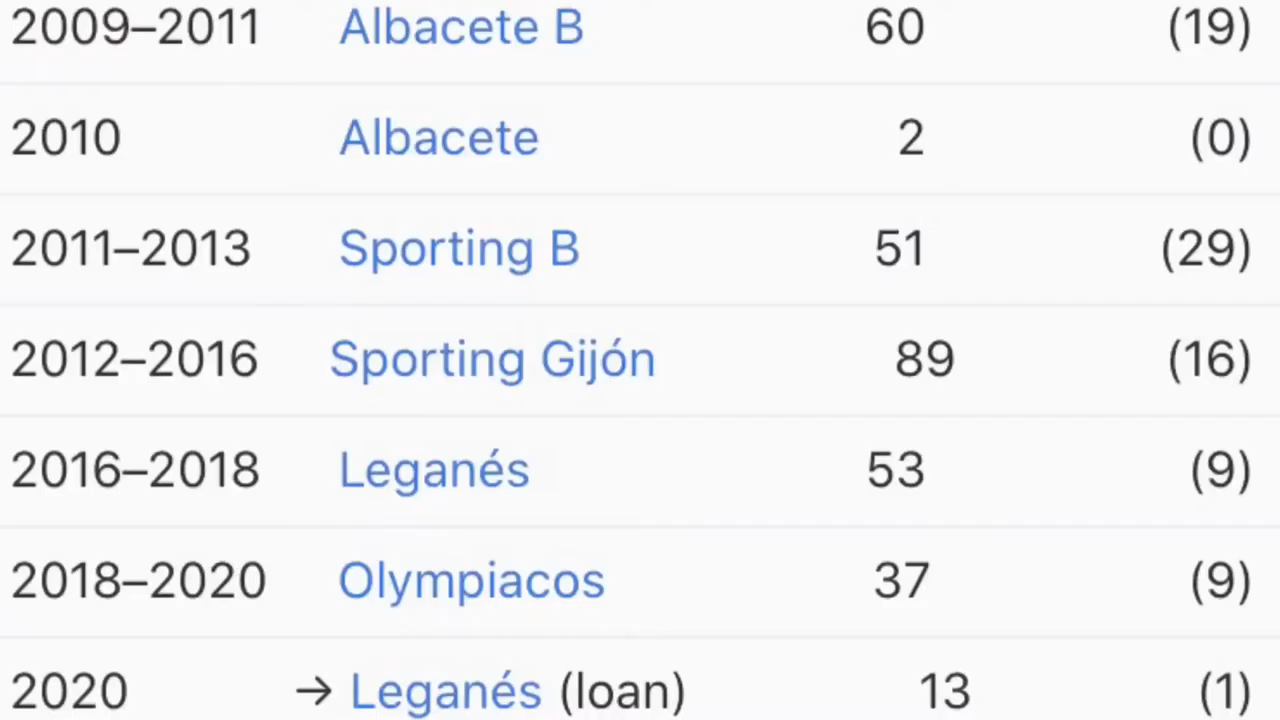 2009–2011 Albacete B 60 (19)
2010 Albacete 2 (0)
2011–2013 Sporting B 51 (29)
2012–2016 Sporting Gijón 89 (16)
2016–2018 Leganés 53 (9)
2018–2020 Olympiacos 37 (9)
2020 → Leganés (loan) 13 (1)